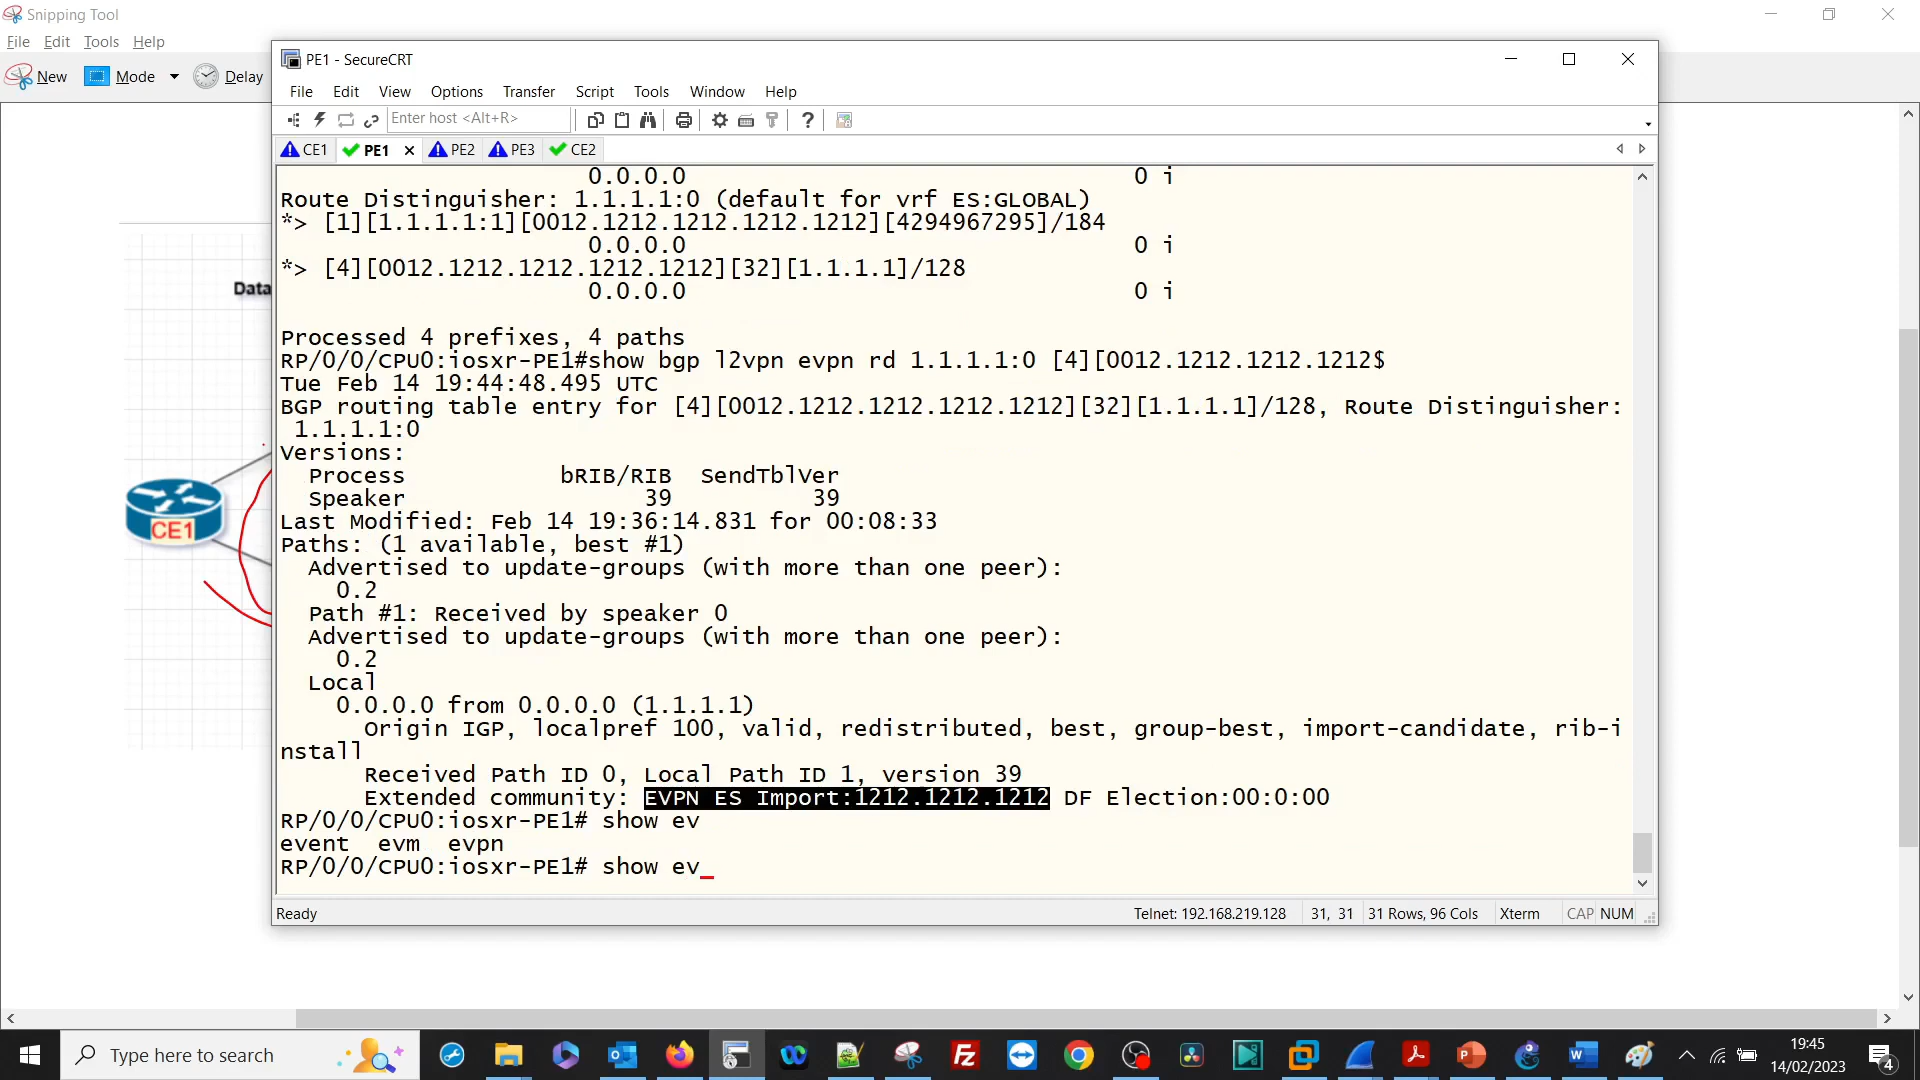 Snipping Tool
File Edit Tools Help
New Mode Delay
PE1 - SecureCRT
File Edit View Options Transfer Script Tools Window Help
Enter host <Alt+R>
CE1 PE1 PE2 PE3 CE2
0.0.0.0 0 i
Route Distinguisher: 1.1.1.1:0 (default for vrf ES:GLOBAL)
*> [1][1.1.1.1:1][0012.1212.1212.1212.1212][4294967295]/184
0.0.0.0 0 i
*> [4][0012.1212.1212.1212.1212][32][1.1.1.1]/128
0.0.0.0 0 i
Processed 4 prefixes, 4 paths
RP/0/0/CPU0:iosxr-PE1#show bgp l2vpn evpn rd 1.1.1.1:0 [4][0012.1212.1212.1212$
Tue Feb 14 19:44:48.495 UTC
BGP routing table entry for [4][0012.1212.1212.1212.1212][32][1.1.1.1]/128, Route Distinguisher:
1.1.1.1:0
Versions:
Process bRIB/RIB SendTblVer
Speaker 39 39
Last Modified: Feb 14 19:36:14.831 for 00:08:33
Paths: (1 available, best #1)
Advertised to update-groups (with more than one peer):
0.2
Path #1: Received by speaker 0
Advertised to update-groups (with more than one peer):
0.2
Local
0.0.0.0 from 0.0.0.0 (1.1.1.1)
Origin IGP, localpref 100, valid, redistributed, best, group-best, import-candidate, rib-i
nstall
Received Path ID 0, Local Path ID 1, version 39
Extended community: EVPN ES Import:1212.1212.1212 DF Election:00:0:00
RP/0/0/CPU0:iosxr-PE1# show ev
event evm evpn
RP/0/0/CPU0:iosxr-PE1# show ev_
Ready Telnet: 192.168.219.128 31, 31 31 Rows, 96 Cols Xterm CAP NUM
Data
CE1
Type here to search
19:45
14/02/2023
4